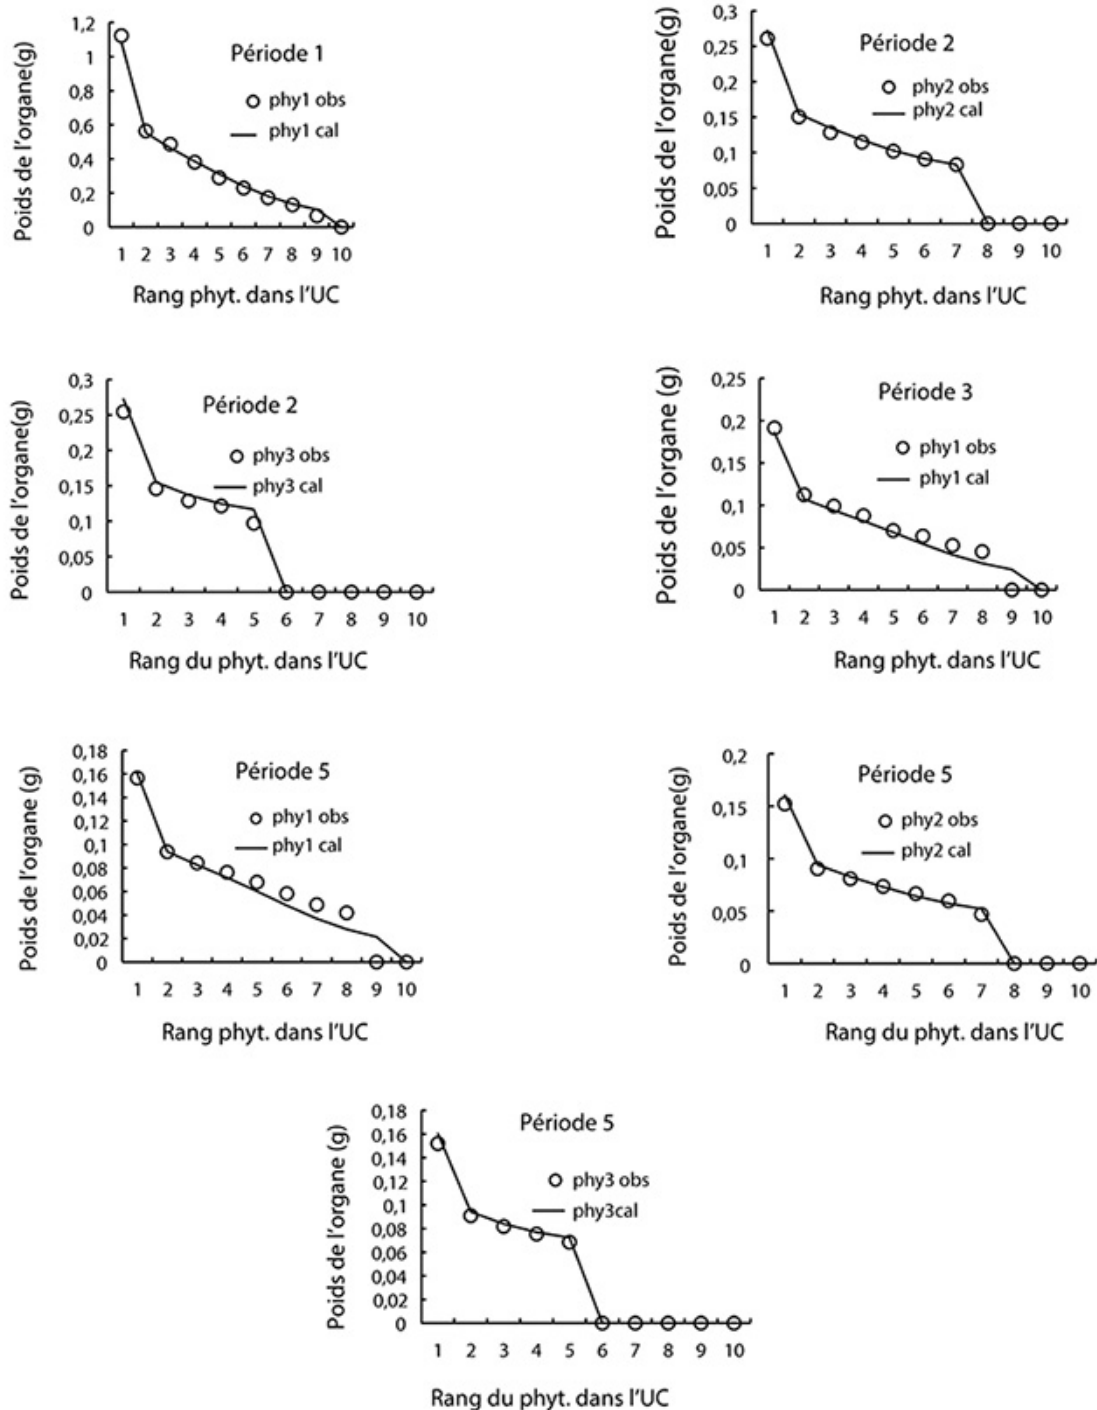 Poids de l'organe(g)
1,2
1
0,8
0,6
0,4
0,2
0
Période 1
phy1 obs
phy1 cal
1 2 3 4 5 6 7 8 9 10
Rang phyt. dans l'UC
Poids de l'organe(g)
0,3
0,25
0,2
0,15
0,1
0,05
0
Période 2
phy2 obs
phy2 cal
1 2 3 4 5 6 7 8 9 10
Rang phyt. dans l'UC
Poids de l'organe(g)
0,3
0,25
0,2
0,15
0,1
0,05
0
Période 2
phy3 obs
phy3 cal
1 2 3 4 5 6 7 8 9 10
Rang du phyt. dans l'UC
Poids de l'organe (g)
0,25
0,2
0,15
0,1
0,05
0
Période 3
phy1 obs
phy1 cal
1 2 3 4 5 6 7 8 9 10
Rang phyt. dans l'UC
Poids de l'organe (g)
0,18
0,16
0,14
0,12
0,1
0,08
0,06
0,04
0,02
0
Période 5
phy1 obs
phy1 cal
1 2 3 4 5 6 7 8 9 10
Rang phyt. dans l'UC
Poids de l'organe(g)
0,2
0,15
0,1
0,05
0
Période 5
phy2 obs
phy2 cal
1 2 3 4 5 6 7 8 9 10
Rang du phyt. dans l'UC
Poids de l'organe (g)
0,18
0,16
0,14
0,12
0,1
0,08
0,06
0,04
0,02
0
Période 5
phy3 obs
phy3cal
1 2 3 4 5 6 7 8 9 10
Rang du phyt. dans l'UC